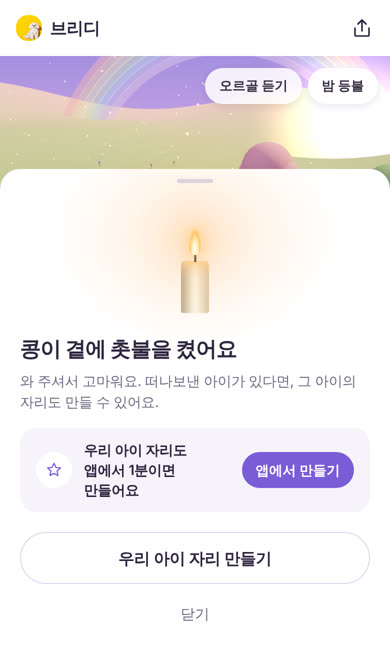 브리디
오르골 듣기
밤 등불
콩이 곁에 촛불을 켰어요
와 주셔서 고마워요. 떠나보낸 아이가 있다면, 그 아이의
자리도 만들 수 있어요.
우리 아이 자리도
앱에서 1분이면
만들어요
앱에서 만들기
우리 아이 자리 만들기
닫기